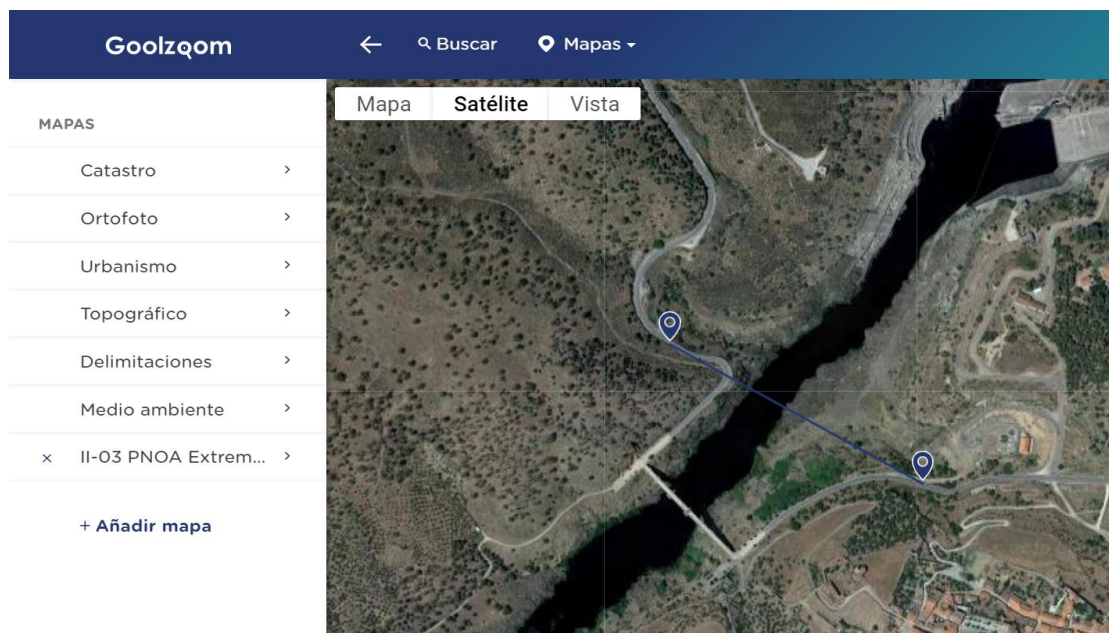 Goolzoom
Buscar
Mapas
MAPAS
Mapa
Satélite
Vista
Catastro
Ortofoto
Urbanismo
Topográfico
Delimitaciones
Medio ambiente
× II-03 PNOA Extrem...
+ Añadir mapa